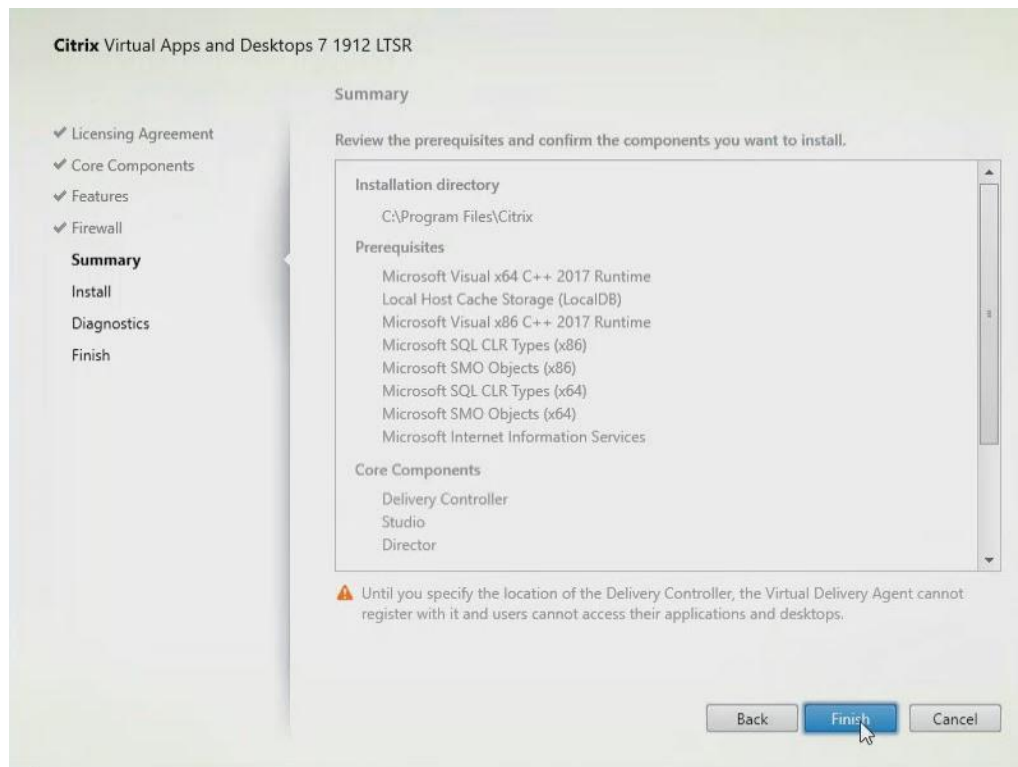 Citrix Virtual Apps and Desktops 7 1912 LTSR
Summary
Licensing Agreement
Core Components
Features
Firewall
Summary
Install
Diagnostics
Finish
Review the prerequisites and confirm the components you want to install.
Installation directory
C:\Program Files\Citrix
Prerequisites
Microsoft Visual x64 C++ 2017 Runtime
Local Host Cache Storage (LocalDB)
Microsoft Visual x86 C++ 2017 Runtime
Microsoft SQL CLR Types (x86)
Microsoft SMO Objects (x86)
Microsoft SQL CLR Types (x64)
Microsoft SMO Objects (x64)
Microsoft Internet Information Services
Core Components
Delivery Controller
Studio
Director
Until you specify the location of the Delivery Controller, the Virtual Delivery Agent cannot
register with it and users cannot access their applications and desktops.
Back
Finish
Cancel